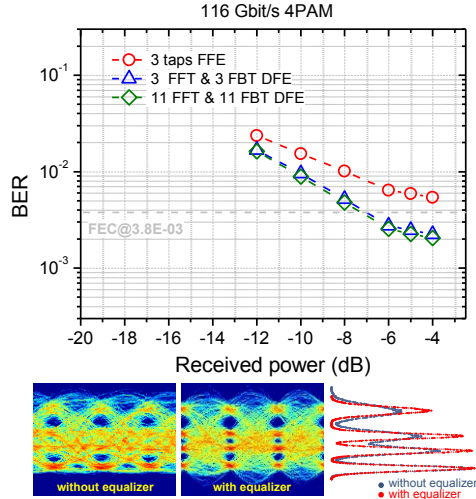 116 Gbit/s 4PAM
3 taps FFE
3 FFT & 3 FBT DFE
11 FFT & 11 FBT DFE
10⁻¹
10⁻²
10⁻³
BER
FEC@3.8E-03
-20 -18 -16 -14 -12 -10 -8 -6 -4
Received power (dB)
without equalizer
with equalizer
without equalizer
with equalizer